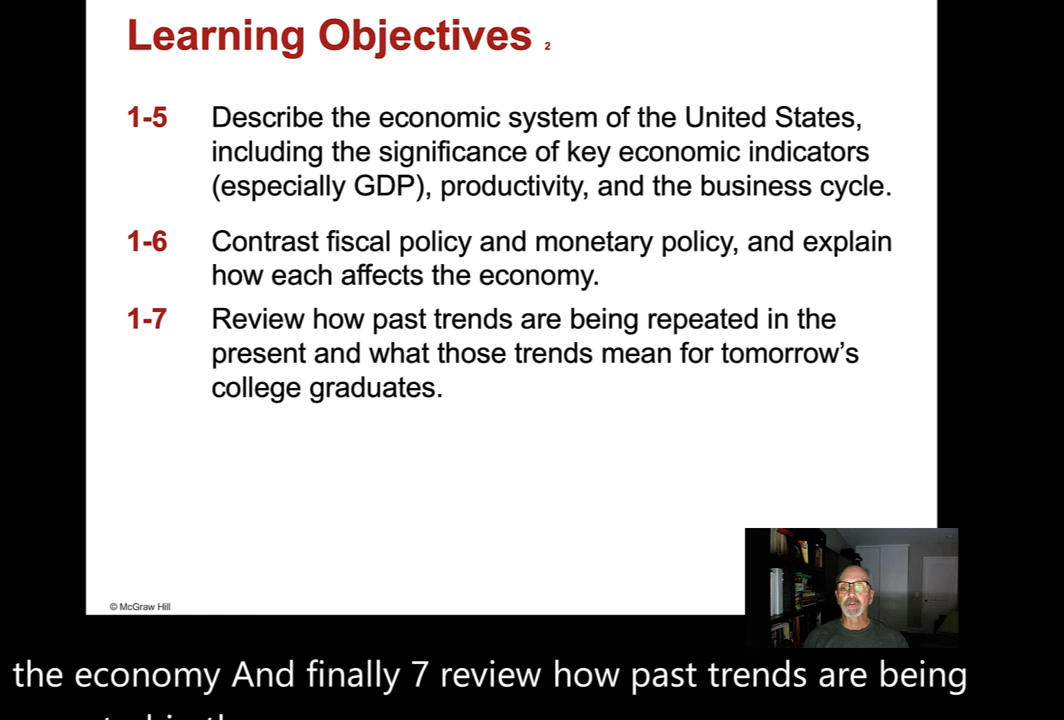 Learning Objectives 2
1-5 Describe the economic system of the United States,
including the significance of key economic indicators
(especially GDP), productivity, and the business cycle.
1-6 Contrast fiscal policy and monetary policy, and explain
how each affects the economy.
1-7 Review how past trends are being repeated in the
present and what those trends mean for tomorrow’s
college graduates.
© McGraw Hill
the economy And finally 7 review how past trends are being